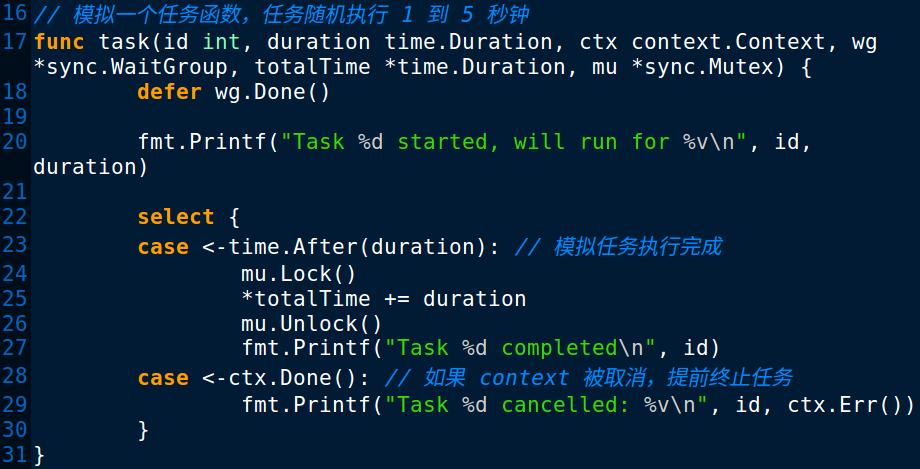 16 // 模拟一个任务函数，任务随机执行 1 到 5 秒钟
17 func task(id int, duration time.Duration, ctx context.Context, wg
*sync.WaitGroup, totalTime *time.Duration, mu *sync.Mutex) {
18 defer wg.Done()
19
20 fmt.Printf("Task %d started, will run for %v\n", id,
duration)
21
22 select {
23 case <-time.After(duration): // 模拟任务执行完成
24 mu.Lock()
25 *totalTime += duration
26 mu.Unlock()
27 fmt.Printf("Task %d completed\n", id)
28 case <-ctx.Done(): // 如果 context 被取消，提前终止任务
29 fmt.Printf("Task %d cancelled: %v\n", id, ctx.Err())
30 }
31 }